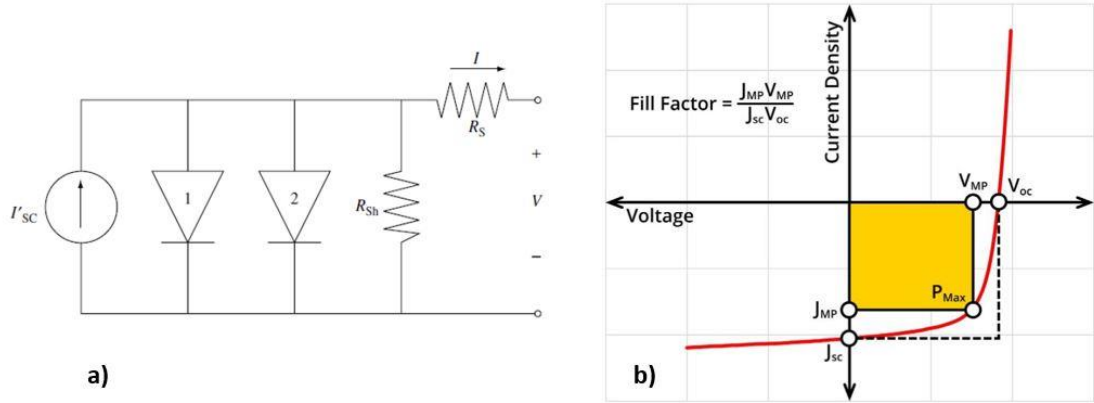 I
R_S
1
2
I'_SC
R_Sh
+
V
−
a)
Current Density
Fill Factor = J_MP V_MP / J_sc V_oc
V_MP
V_oc
Voltage
P_Max
J_MP
J_sc
b)